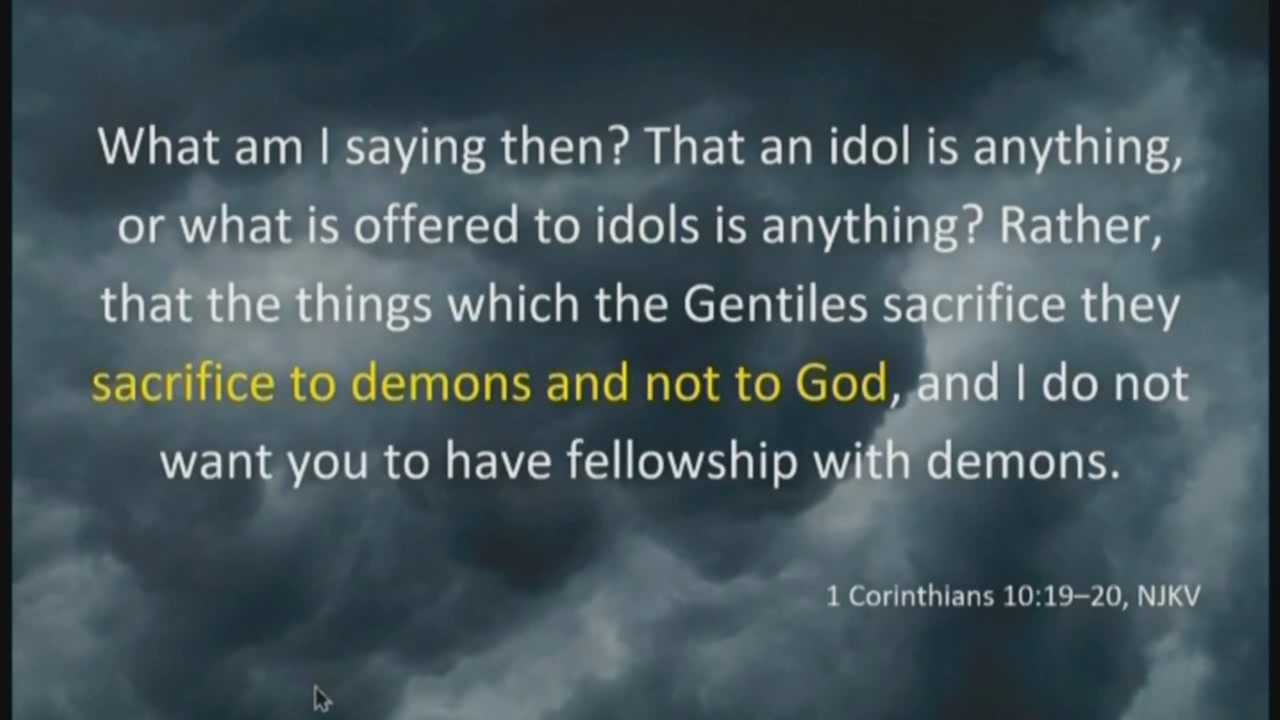 What am I saying then? That an idol is anything,
or what is offered to idols is anything? Rather,
that the things which the Gentiles sacrifice they
sacrifice to demons and not to God, and I do not
want you to have fellowship with demons.
1 Corinthians 10:19–20, NJKV